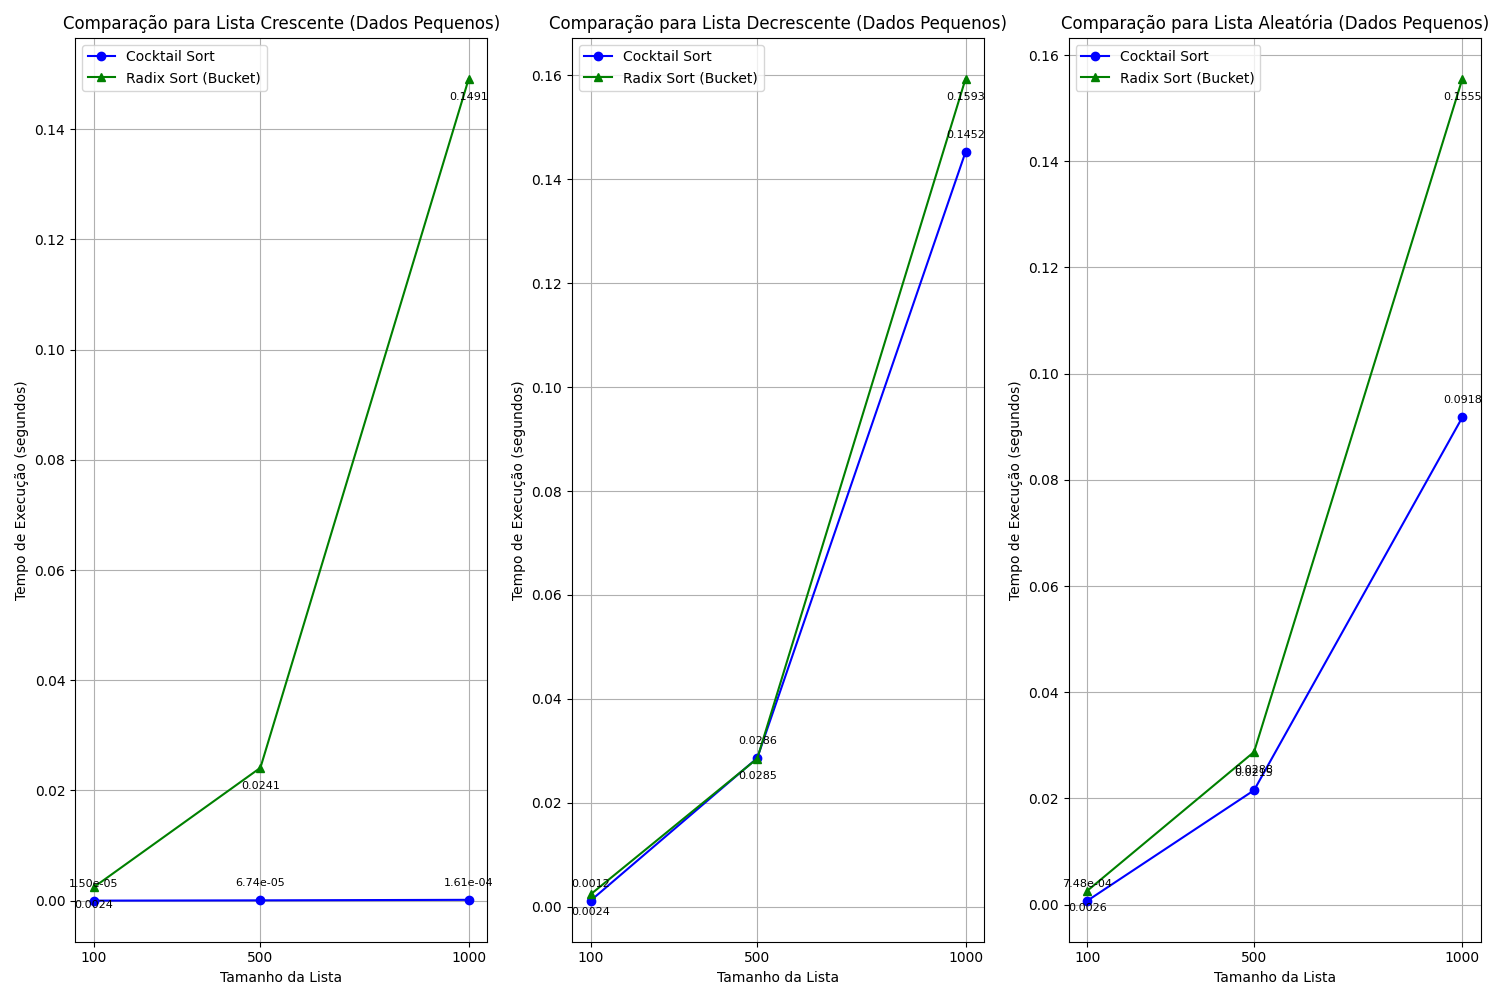 Comparação para Lista Crescente (Dados Pequenos)
Cocktail Sort
Radix Sort (Bucket)
0.14
0.12
0.10
0.08
0.06
0.04
0.02
0.00
0.1491
0.0241
1.50e-05
6.74e-05
1.61e-04
0.0024
100
500
1000
Tamanho da Lista
Tempo de Execução (segundos)
Comparação para Lista Decrescente (Dados Pequenos)
Cocktail Sort
Radix Sort (Bucket)
0.16
0.14
0.12
0.10
0.08
0.06
0.04
0.02
0.00
0.1593
0.1452
0.0286
0.0285
0.0012
0.0024
100
500
1000
Tamanho da Lista
Tempo de Execução (segundos)
Comparação para Lista Aleatória (Dados Pequenos)
Cocktail Sort
Radix Sort (Bucket)
0.16
0.14
0.12
0.10
0.08
0.06
0.04
0.02
0.00
0.1555
0.0918
0.0288
0.0215
7.48e-04
0.0026
100
500
1000
Tamanho da Lista
Tempo de Execução (segundos)